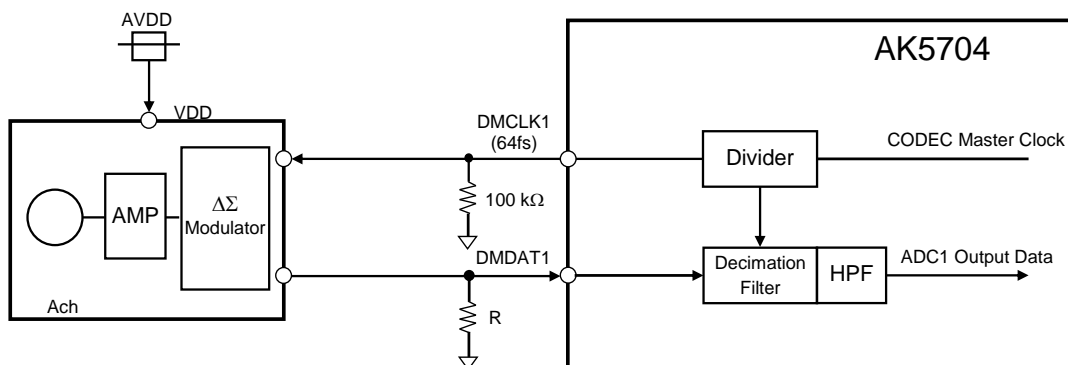 AVDD
AK5704
VDD
DMCLK1
(64fs)
CODEC Master Clock
Divider
100 kΩ
AMP
ΔΣ
Modulator
DMDAT1
Decimation
Filter
HPF
ADC1 Output Data
Ach
R